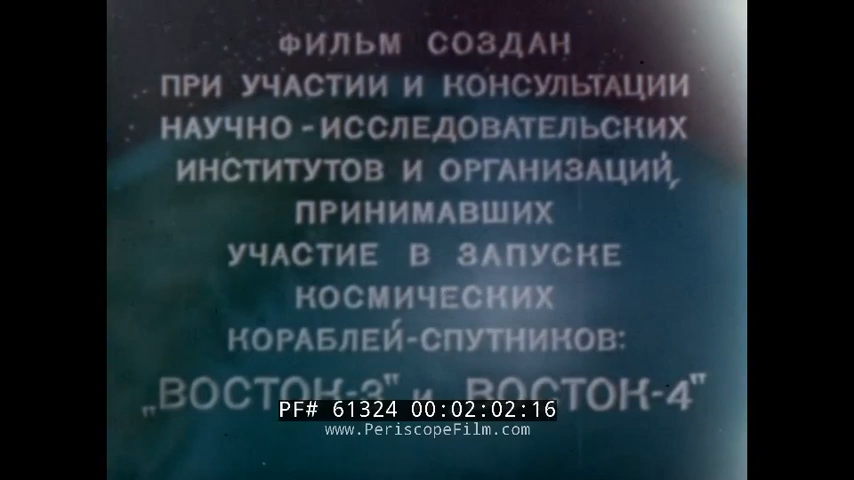 ФИЛЬМ СОЗДАН
ПРИ УЧАСТИИ И КОНСУЛЬТАЦИИ
НАУЧНО-ИССЛЕДОВАТЕЛЬСКИХ
ИНСТИТУТОВ И ОРГАНИЗАЦИЙ,
ПРИНИМАВШИХ
УЧАСТИЕ В ЗАПУСКЕ
КОСМИЧЕСКИХ
КОРАБЛЕЙ-СПУТНИКОВ:
„ВОСТОК-3" и „ВОСТОК-4"
PF# 61324 00:02:02:16
www.PeriscopeFilm.com